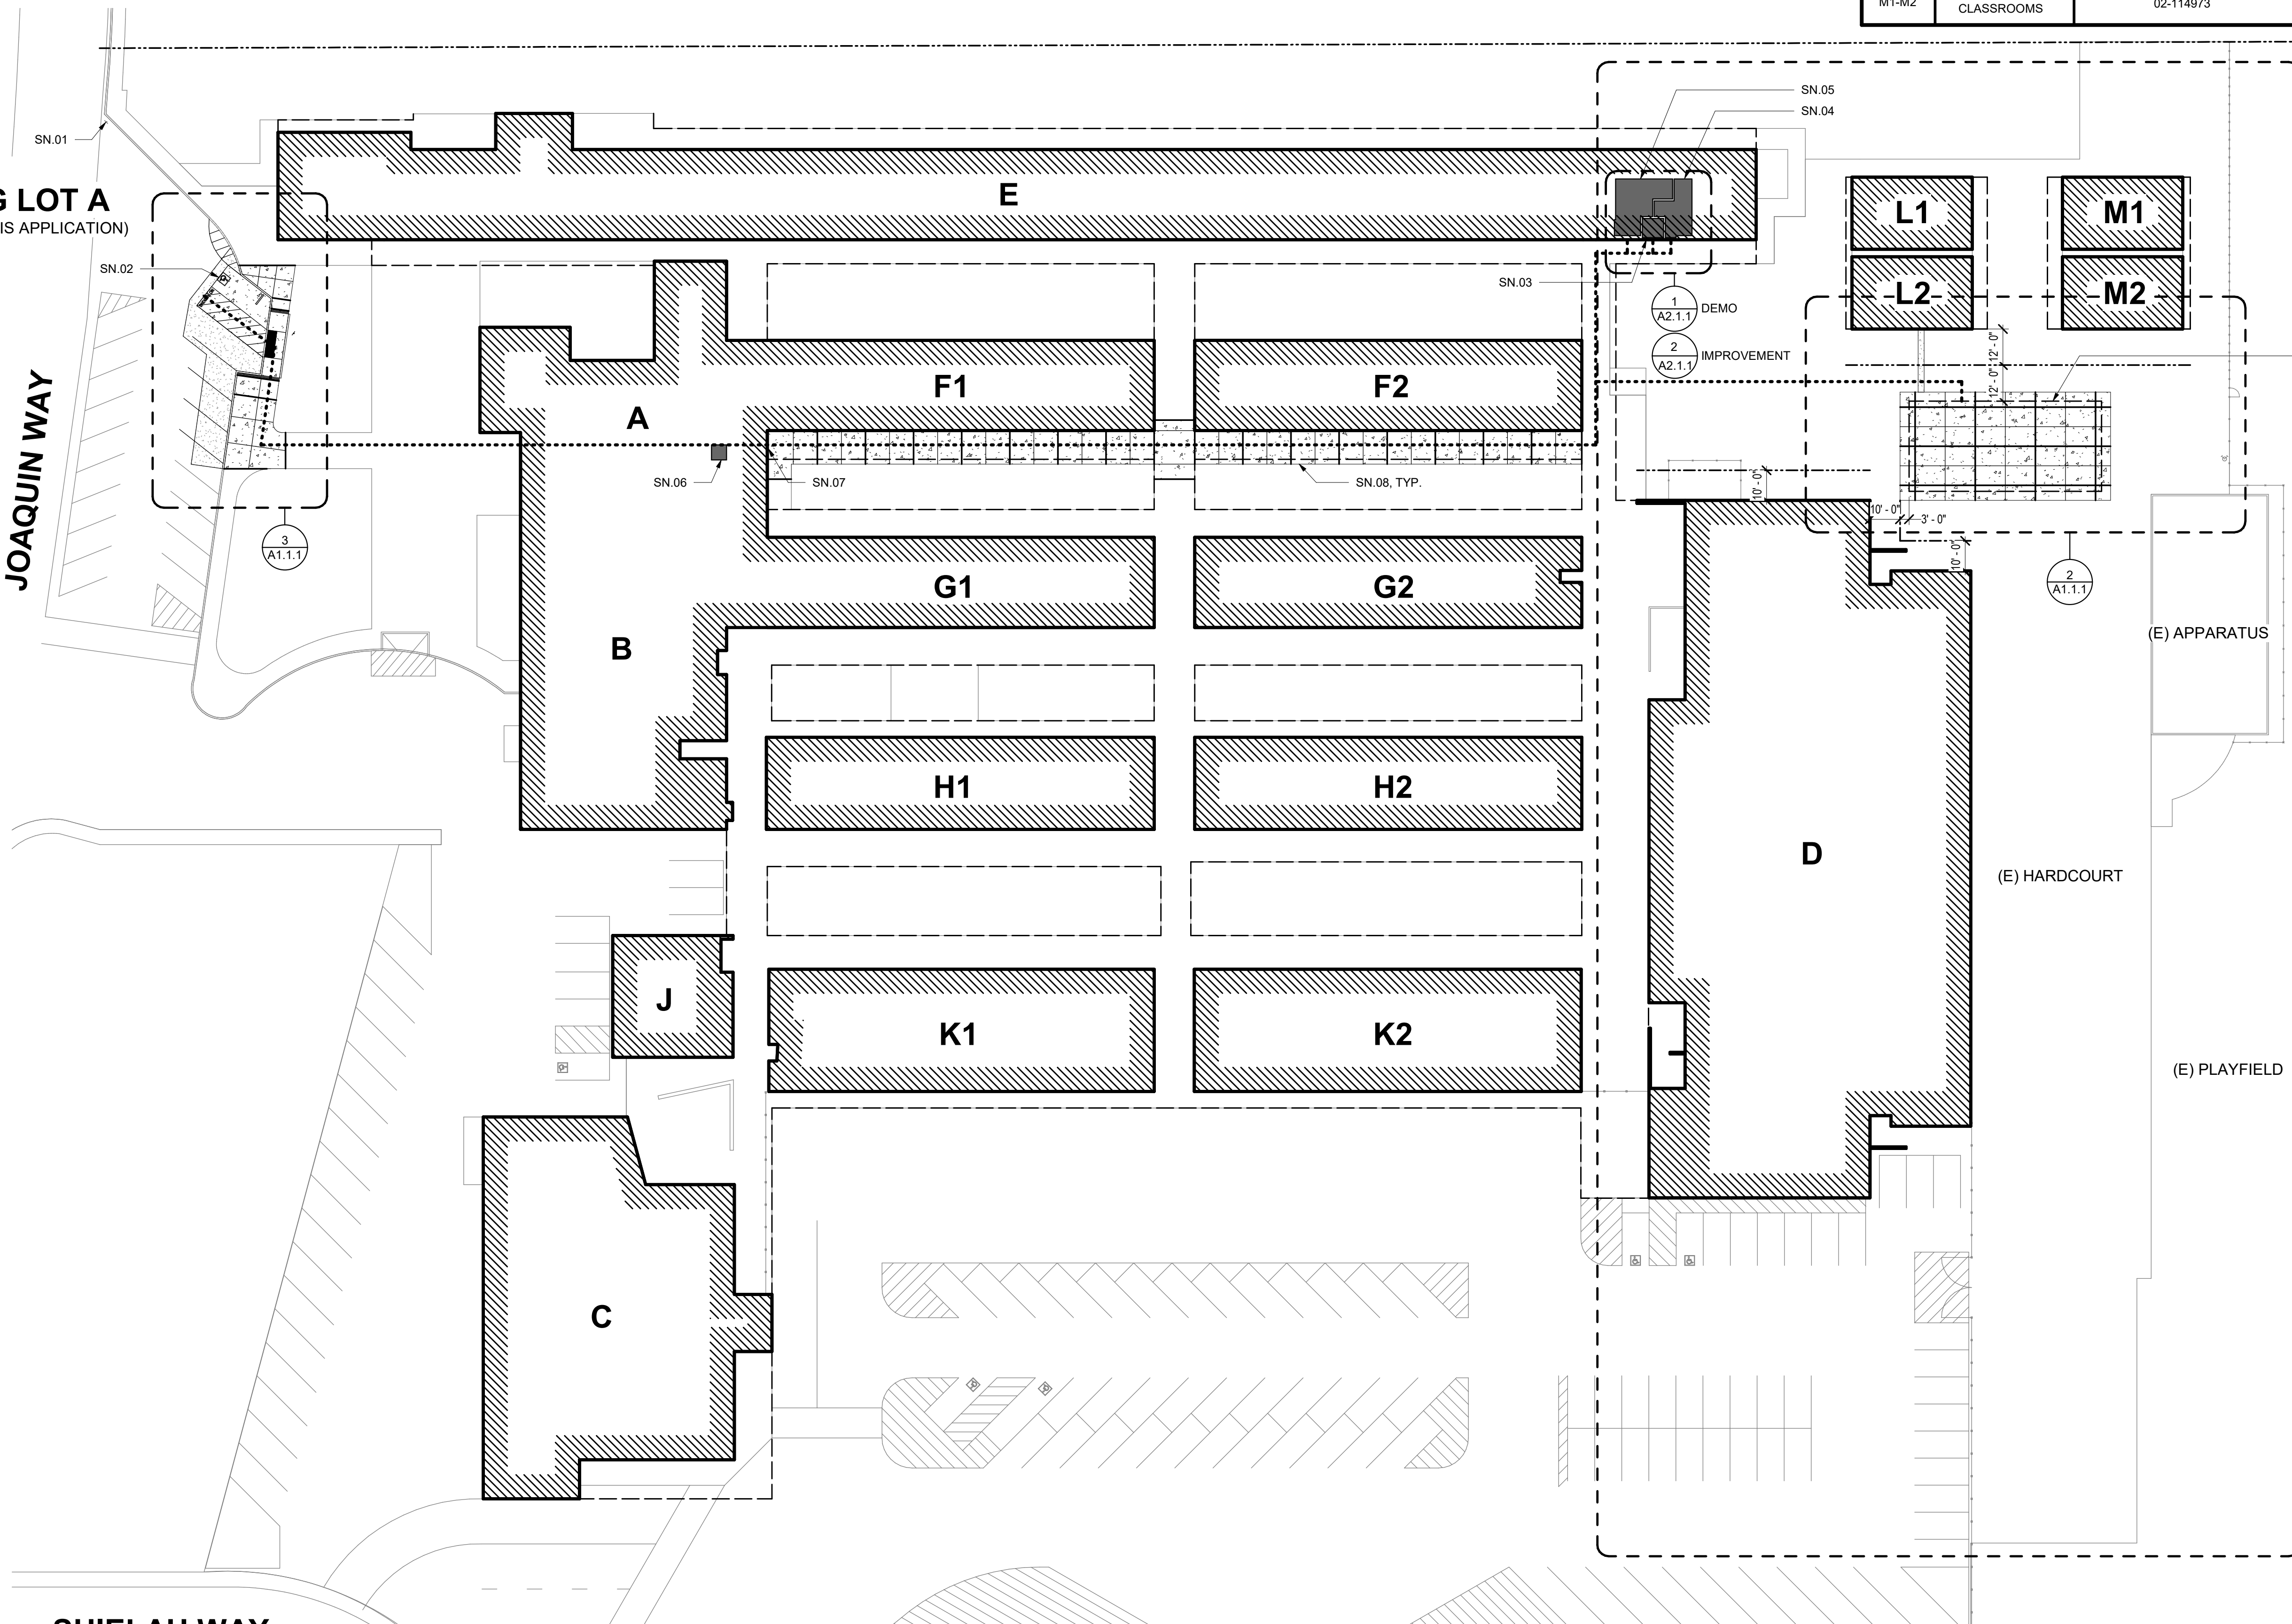 M1-M2
CLASSROOMS
02-114973
SN.05
SN.04
SN.01
LOT A
IS APPLICATION)
E
L1
M1
SN.02
SN.03
L2
M2
1
A2.1.1
DEMO
2
A2.1.1
IMPROVEMENT
12' - 0"
12' - 0"
JOAQUIN WAY
A
F1
F2
SN.06
SN.07
SN.08, TYP.
10' - 0"
10' - 0"
3' - 0"
10' - 0"
3
A1.1.1
2
A1.1.1
G1
G2
B
(E) APPARATUS
H1
H2
D
(E) HARDCOURT
J
K1
K2
(E) PLAYFIELD
C